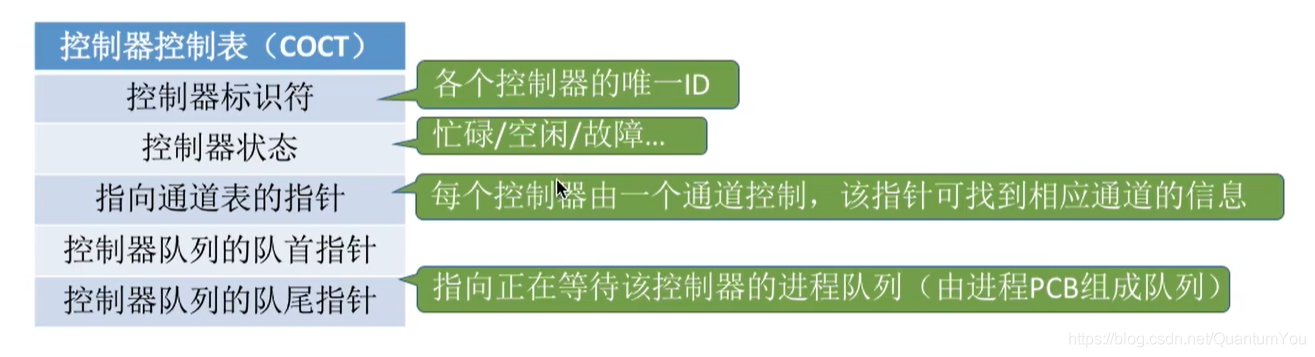 控制器控制表（COCT）
控制器标识符
各个控制器的唯一ID
控制器状态
忙碌/空闲/故障...
指向通道表的指针
每个控制器由一个通道控制，该指针可找到相应通道的信息
控制器队列的队首指针
控制器队列的队尾指针
指向正在等待该控制器的进程队列（由进程PCB组成队列）
https://blog.csdn.net/QuantumYou